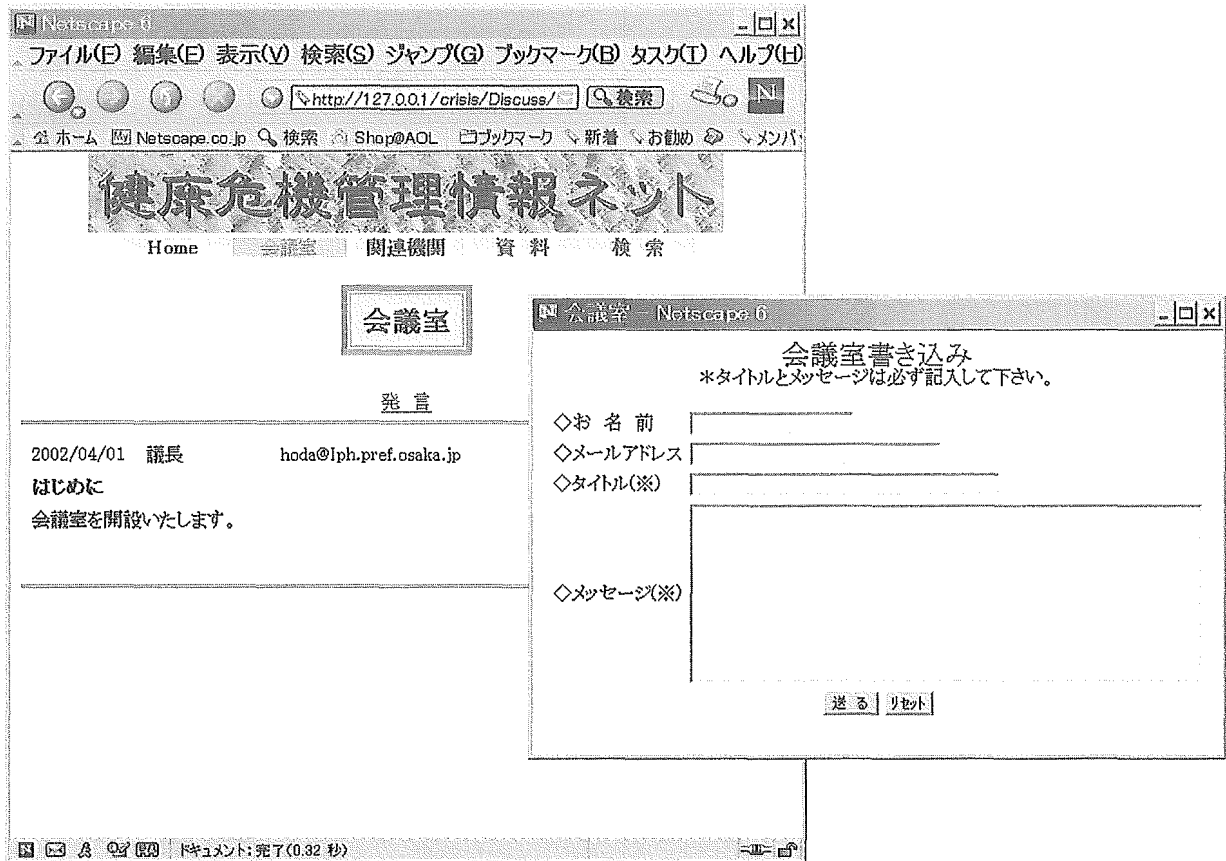 Netscape 6
ファイル(F) 編集(E) 表示(V) 検索(S) ジャンプ(G) ブックマーク(B) タスク(T) ヘルプ(H)
http://127.0.0.1/crisis/Discuss/ 検索
ホーム Netscape.co.jp 検索 Shop@AOL ブックマーク 新着 お勧め メンバ
健康危機管理情報ネット
Home 会議室 関連機関 資料 検索
会議室
発言
2002/04/01 議長 hoda@Iph.pref.osaka.jp
はじめに
会議室を開設いたします。
ドキュメント: 完了(0.32 秒)
会議室 - Netscape 6
会議室書き込み
*タイトルとメッセージは必ず記入して下さい。
◇お名前
◇メールアドレス
◇タイトル(※)
◇メッセージ(※)
送る リセット